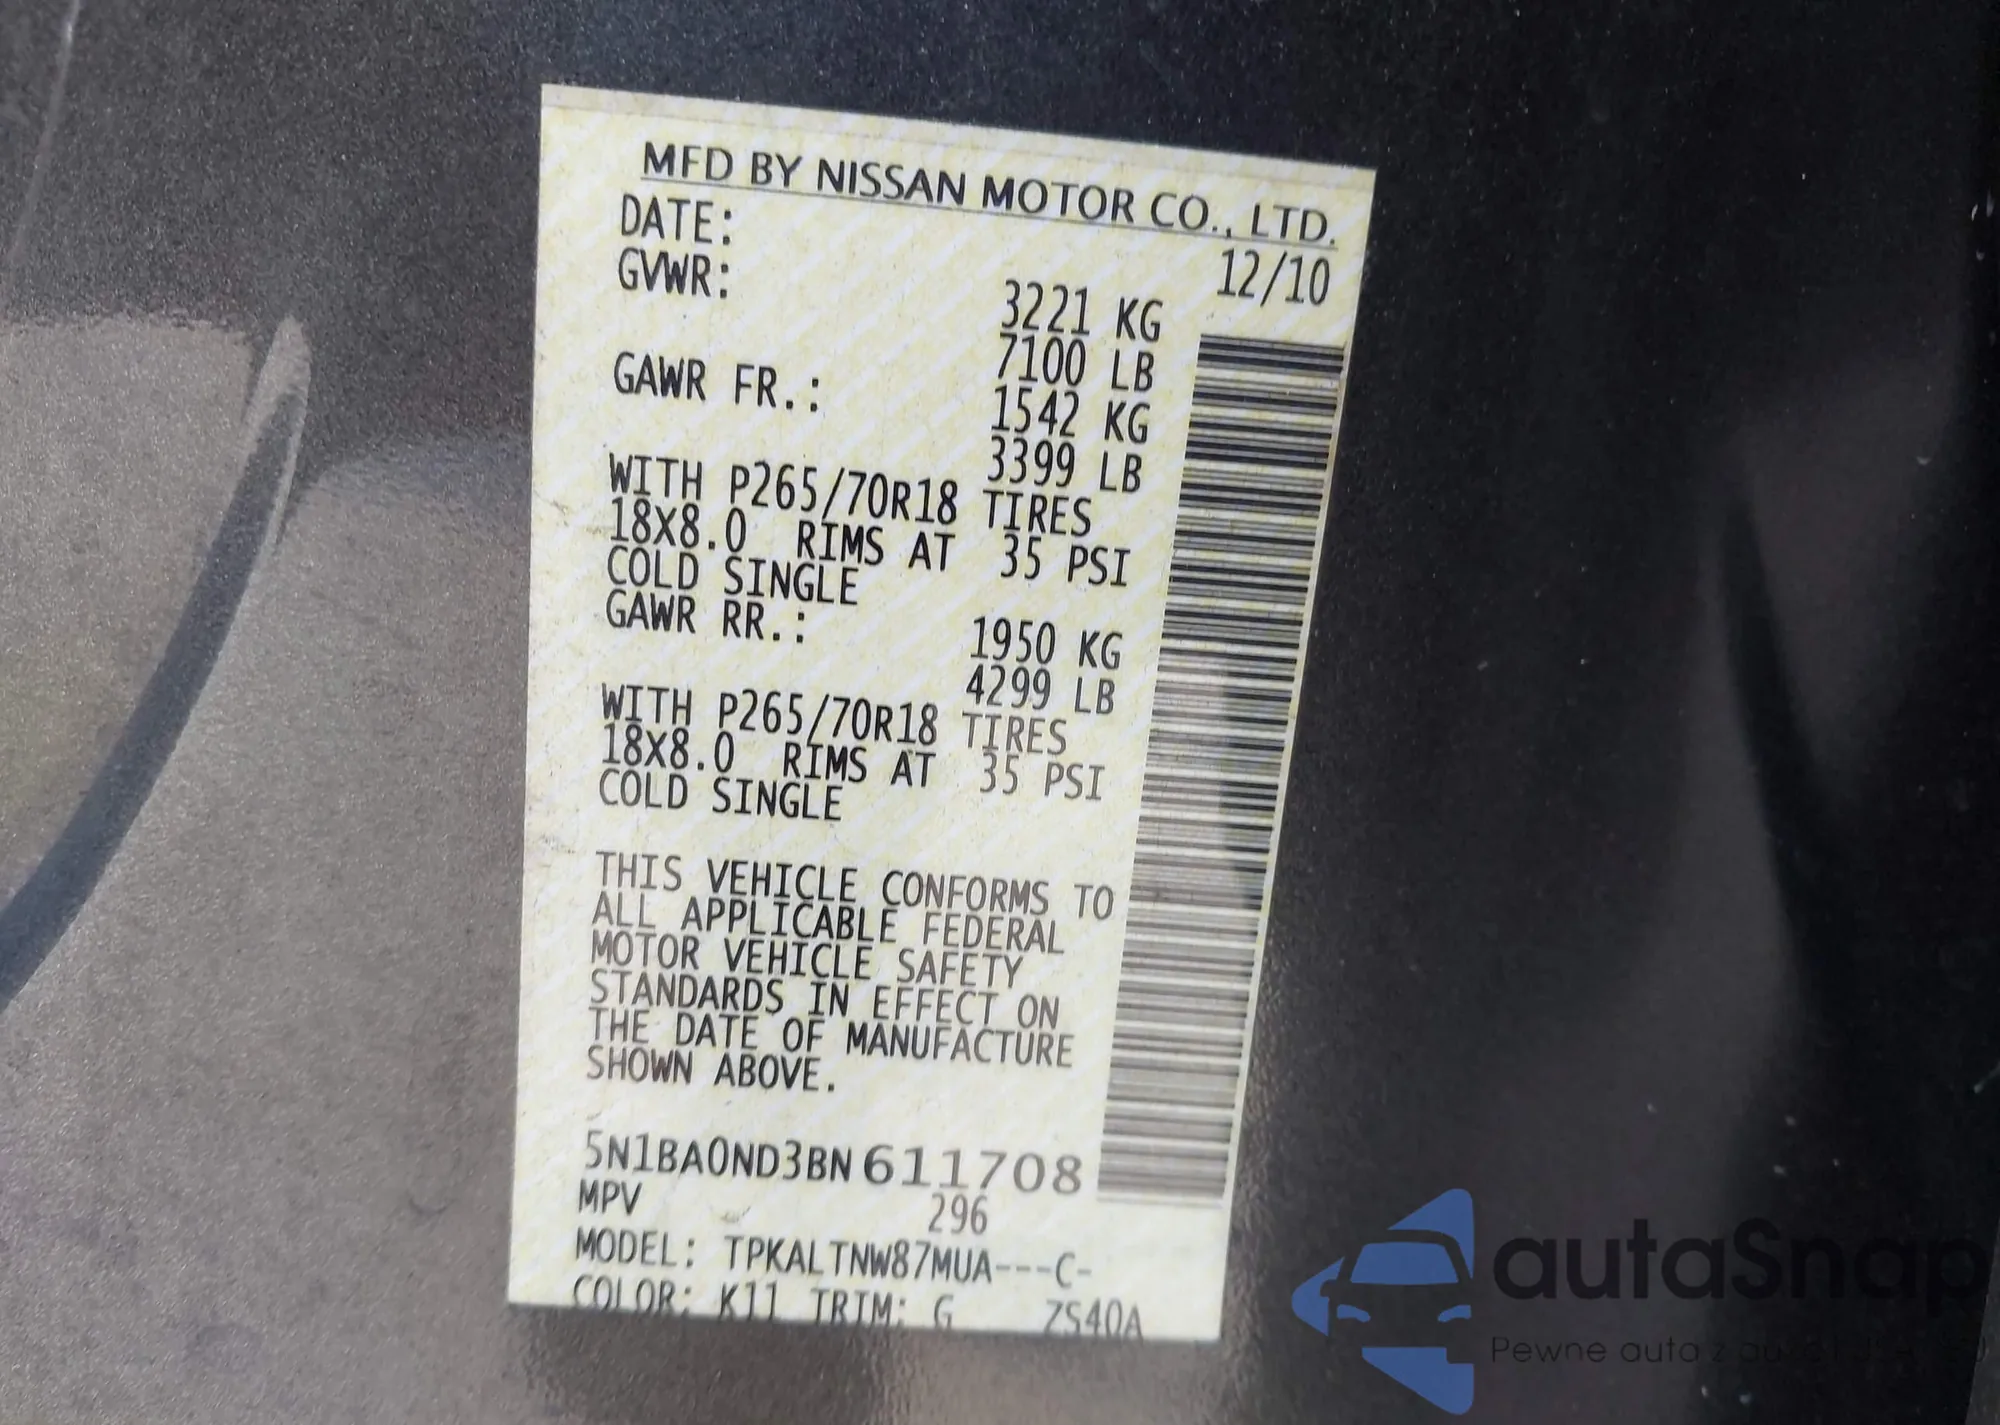 MFD BY NISSAN MOTOR CO., LTD.
DATE: 12/10
GVWR: 3221 KG
7100 LB
GAWR FR.: 1542 KG
3399 LB
WITH P265/70R18 TIRES
18X8.0 RIMS AT 35 PSI
COLD SINGLE
GAWR RR.: 1950 KG
4299 LB
WITH P265/70R18 TIRES
18X8.0 RIMS AT 35 PSI
COLD SINGLE
THIS VEHICLE CONFORMS TO
ALL APPLICABLE FEDERAL
MOTOR VEHICLE SAFETY
STANDARDS IN EFFECT ON
THE DATE OF MANUFACTURE
SHOWN ABOVE.
5N1BA0ND3BN611708
MPV 296
MODEL: TPKALTNW87MUA---C-
COLOR: K11 TRIM: G ZS40A
autaSnap
Pewne auto z